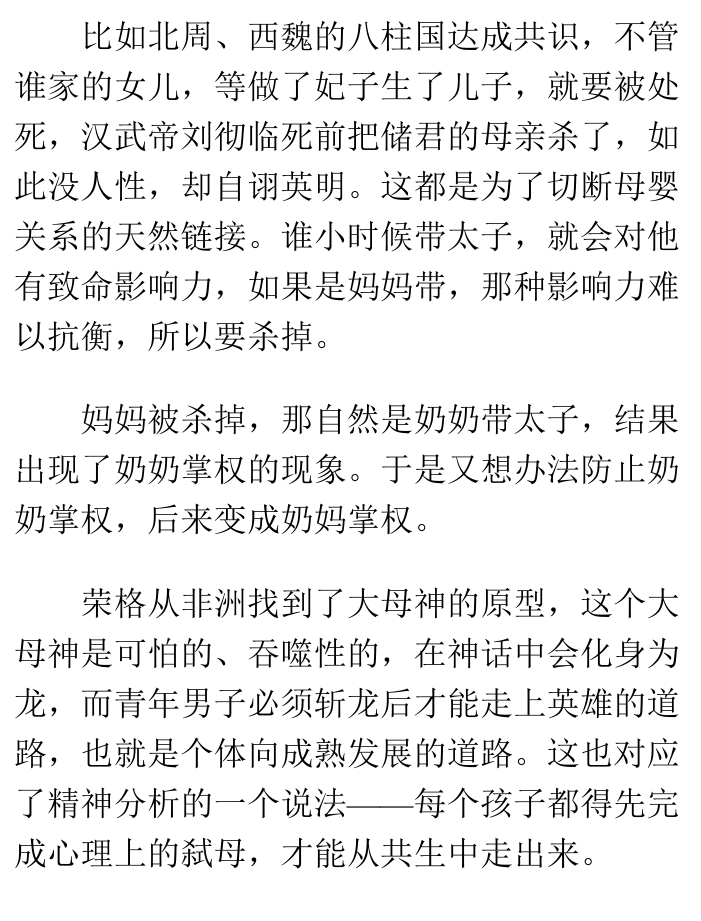 比如北周、西魏的八柱国达成共识，不管
谁家的女儿，等做了妃子生了儿子，就要被处
死，汉武帝刘彻临死前把储君的母亲杀了，如
此没人性，却自诩英明。这都是为了切断母婴
关系的天然链接。谁小时候带太子，就会对他
有致命影响力，如果是妈妈带，那种影响力难
以抗衡，所以要杀掉。
妈妈被杀掉，那自然是奶奶带太子，结果
出现了奶奶掌权的现象。于是又想办法防止奶
奶掌权，后来变成奶妈掌权。
荣格从非洲找到了大母神的原型，这个大
母神是可怕的、吞噬性的，在神话中会化身为
龙，而青年男子必须斩龙后才能走上英雄的道
路，也就是个体向成熟发展的道路。这也对应
了精神分析的一个说法——每个孩子都得先完
成心理上的弑母，才能从共生中走出来。